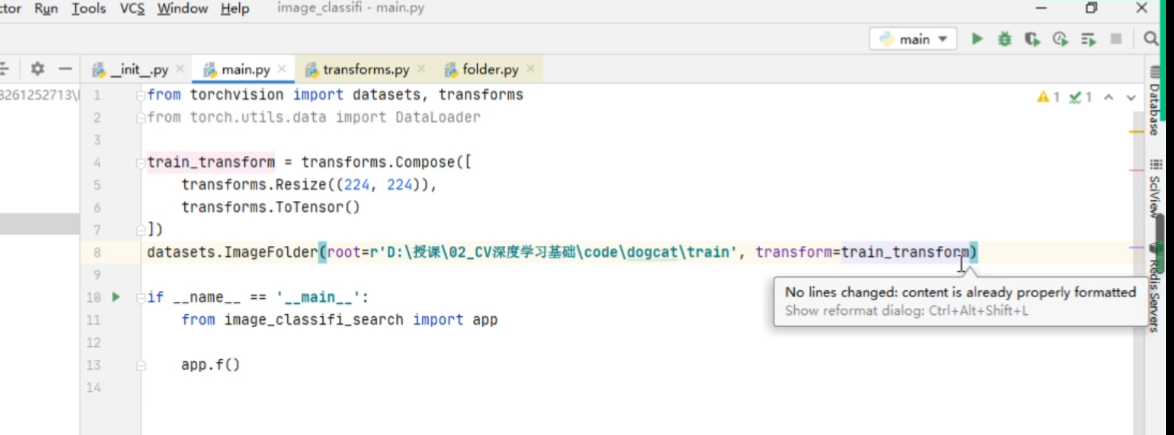 Run Tools VCS Window Help image_classifi - main.py
main
_init_.py main.py transforms.py folder.py
1 from torchvision import datasets, transforms
2 from torch.utils.data import DataLoader
3
4 train_transform = transforms.Compose([
5 transforms.Resize((224, 224)),
6 transforms.ToTensor()
7 ])
8 datasets.ImageFolder(root=r'D:\授课\02_CV深度学习基础\code\dogcat\train', transform=train_transform)
9
10 if __name__ == '__main__':
11 from image_classifi_search import app
12
13 app.f()
14
1 1
No lines changed: content is already properly formatted
Show reformat dialog: Ctrl+Alt+Shift+L
Database
SciView
Redis Servers